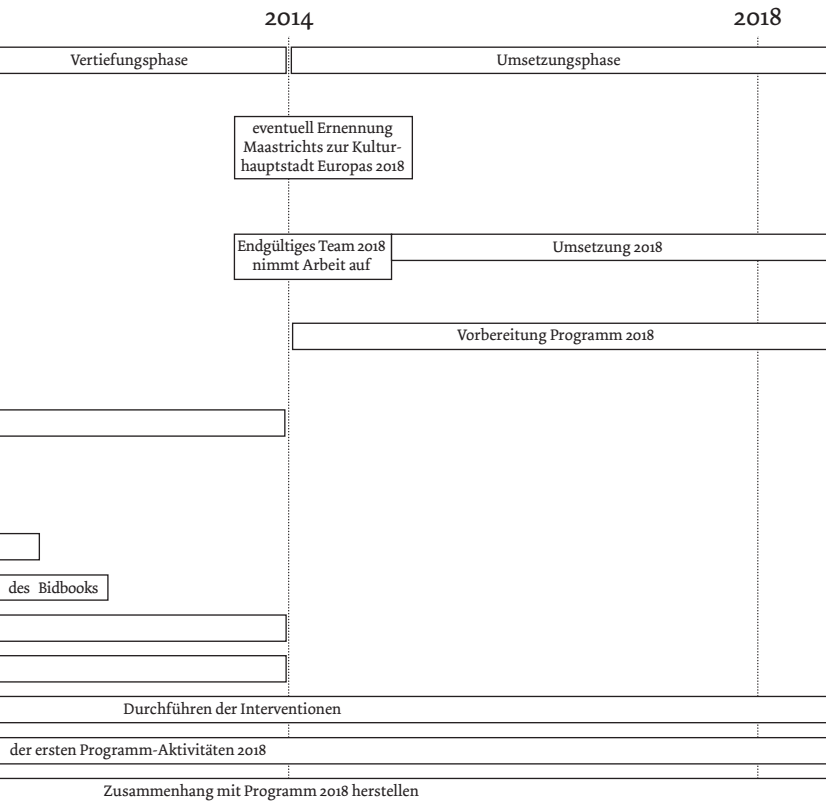 2014 2018
Vertiefungsphase Umsetzungsphase
eventuell Ernennung
Maastrichts zur Kultur-
hauptstadt Europas 2018
Endgültiges Team 2018
nimmt Arbeit auf
Umsetzung 2018
Vorbereitung Programm 2018
des Bidbooks
Durchführen der Interventionen
der ersten Programm-Aktivitäten 2018
Zusammenhang mit Programm 2018 herstellen